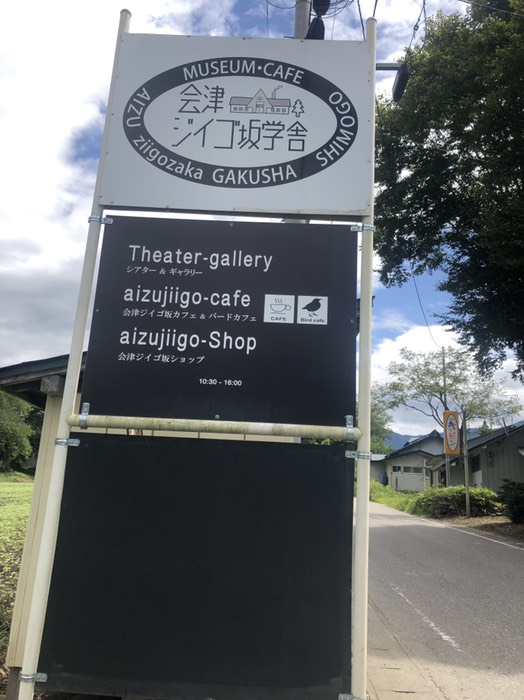 MUSEUM・CAFE
会津
ジイゴ坂学舎
AIZU ziigozaka GAKUSHA SHIMOGOMO
Theater-gallery
シアター & ギャラリー
aizujiigo-cafe
会津ジイゴ坂カフェ & バードカフェ
CAFE
Bird cafe
aizujiigo-Shop
会津ジイゴ坂ショップ
10:30 - 16:00